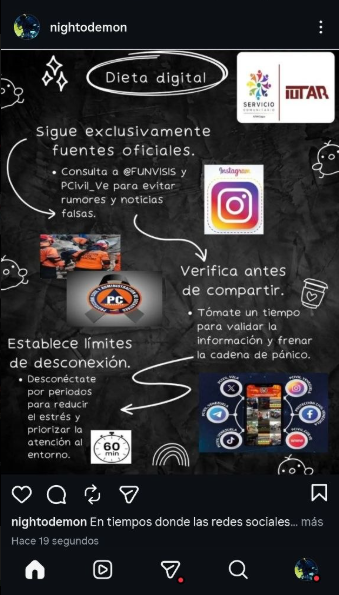 nightodemon
Dieta digital
SERVICIO
COMUNITARIO
IUTAR
Sigue exclusivamente
fuentes oficiales.
• Consulta a @FUNVISIS y
PCivil_Ve para evitar
rumores y noticias
falsas.
Instagram
PC
Verifica antes
de compartir.
• Tómate un tiempo
para validar la
información y frenar
la cadena de pánico.
Establece límites
de desconexión.
• Desconéctate
por periodos
para reducir
el estrés y
priorizar la
atención al
entorno.
60
min
nightodemon En tiempos donde las redes sociales... más
Hace 19 segundos